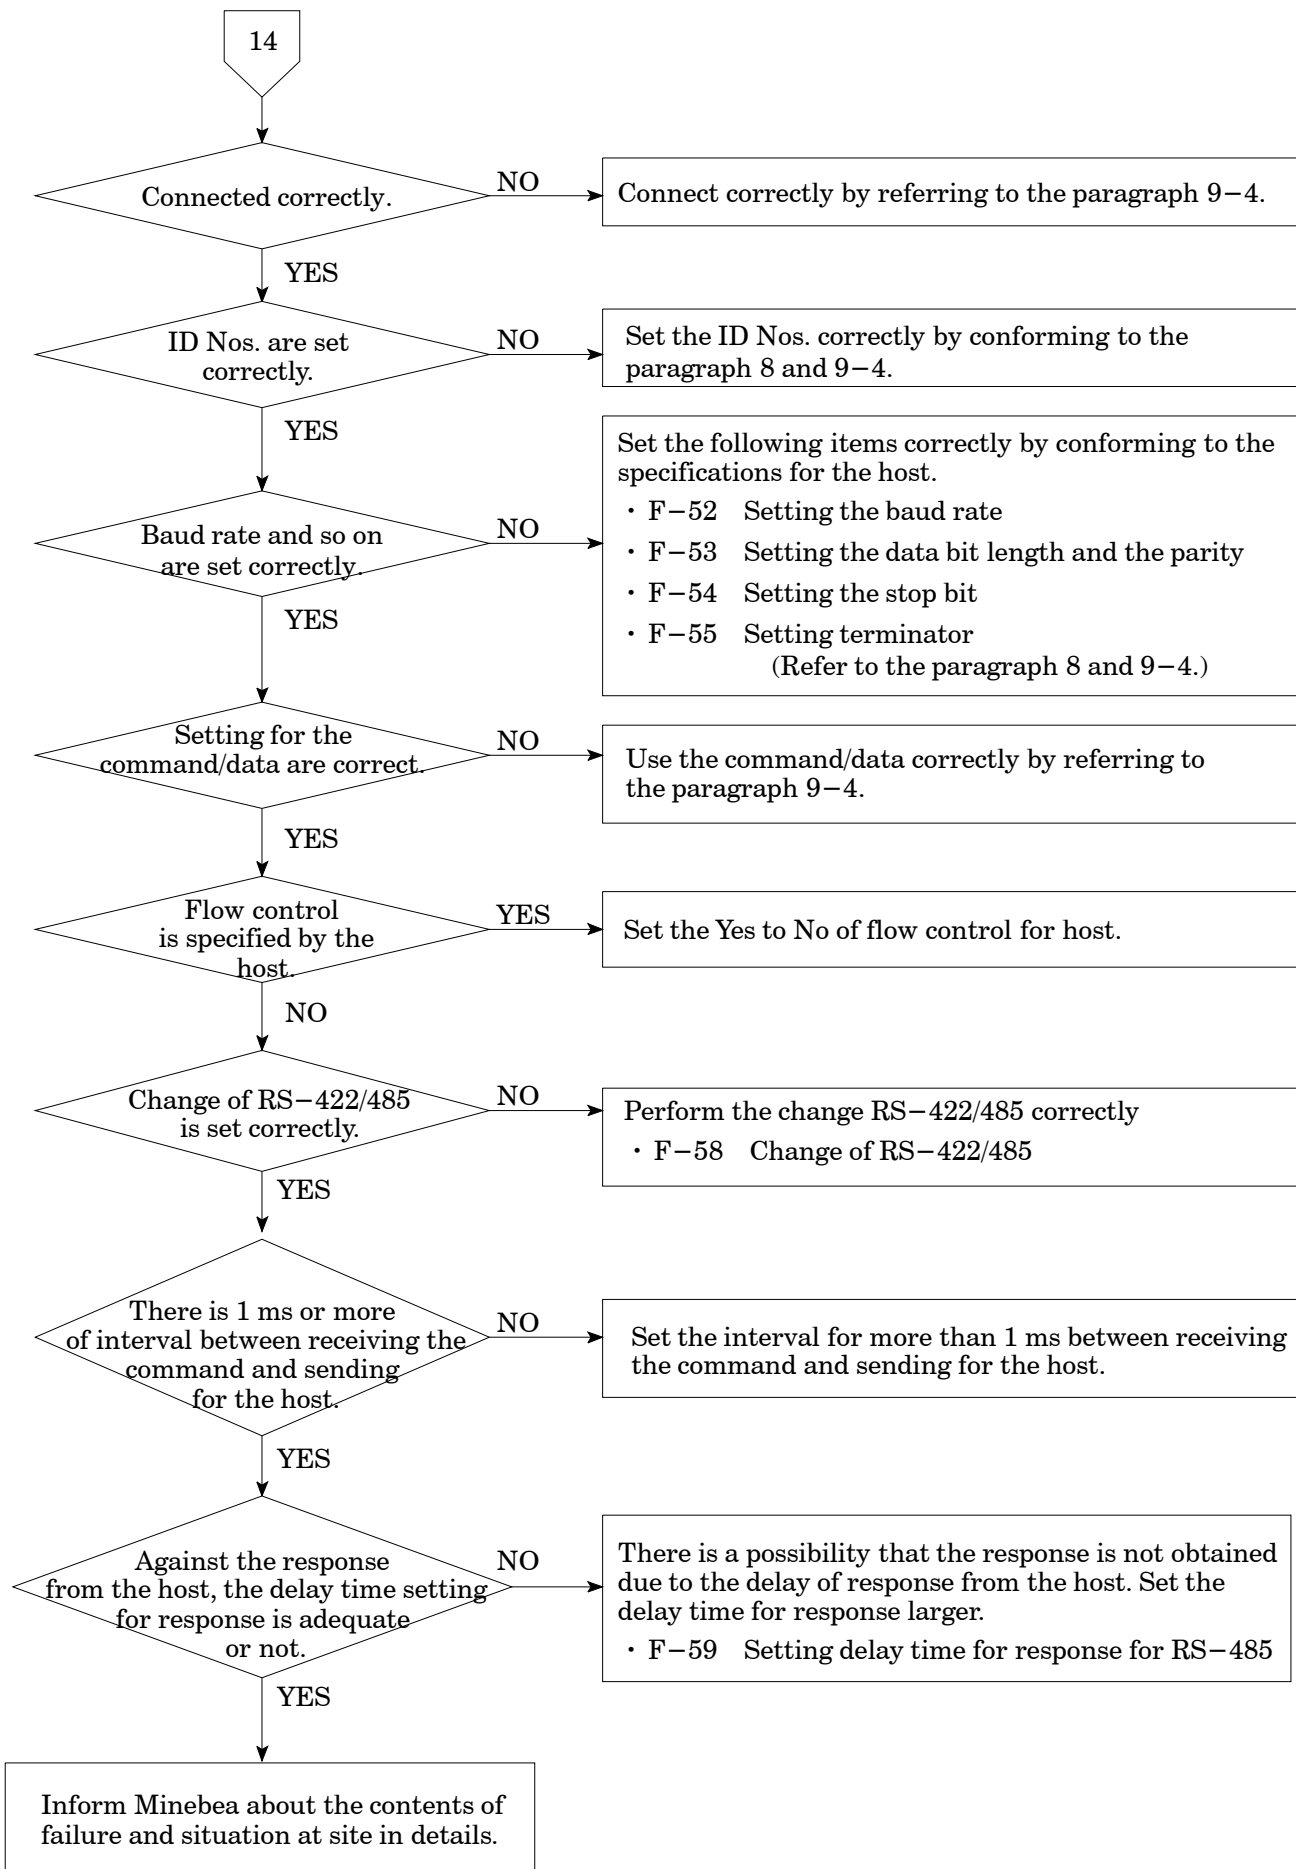 14
Connected correctly.
NO
Connect correctly by referring to the paragraph 9−4.
YES
ID Nos. are set
correctly.
NO
Set the ID Nos. correctly by conforming to the
paragraph 8 and 9−4.
YES
Baud rate and so on
are set correctly.
NO
Set the following items correctly by conforming to the
specifications for the host.
・ F−52 Setting the baud rate
・ F−53 Setting the data bit length and the parity
・ F−54 Setting the stop bit
・ F−55 Setting terminator
(Refer to the paragraph 8 and 9−4.)
YES
Setting for the
command/data are correct.
NO
Use the command/data correctly by referring to
the paragraph 9−4.
YES
Flow control
is specified by the
host.
YES
Set the Yes to No of flow control for host.
NO
Change of RS−422/485
is set correctly.
NO
Perform the change RS−422/485 correctly
・ F−58 Change of RS−422/485
YES
There is 1 ms or more
of interval between receiving the
command and sending
for the host.
NO
Set the interval for more than 1 ms between receiving
the command and sending for the host.
YES
Against the response
from the host, the delay time setting
for response is adequate
or not.
NO
There is a possibility that the response is not obtained
due to the delay of response from the host. Set the
delay time for response larger.
・ F−59 Setting delay time for response for RS−485
YES
Inform Minebea about the contents of
failure and situation at site in details.